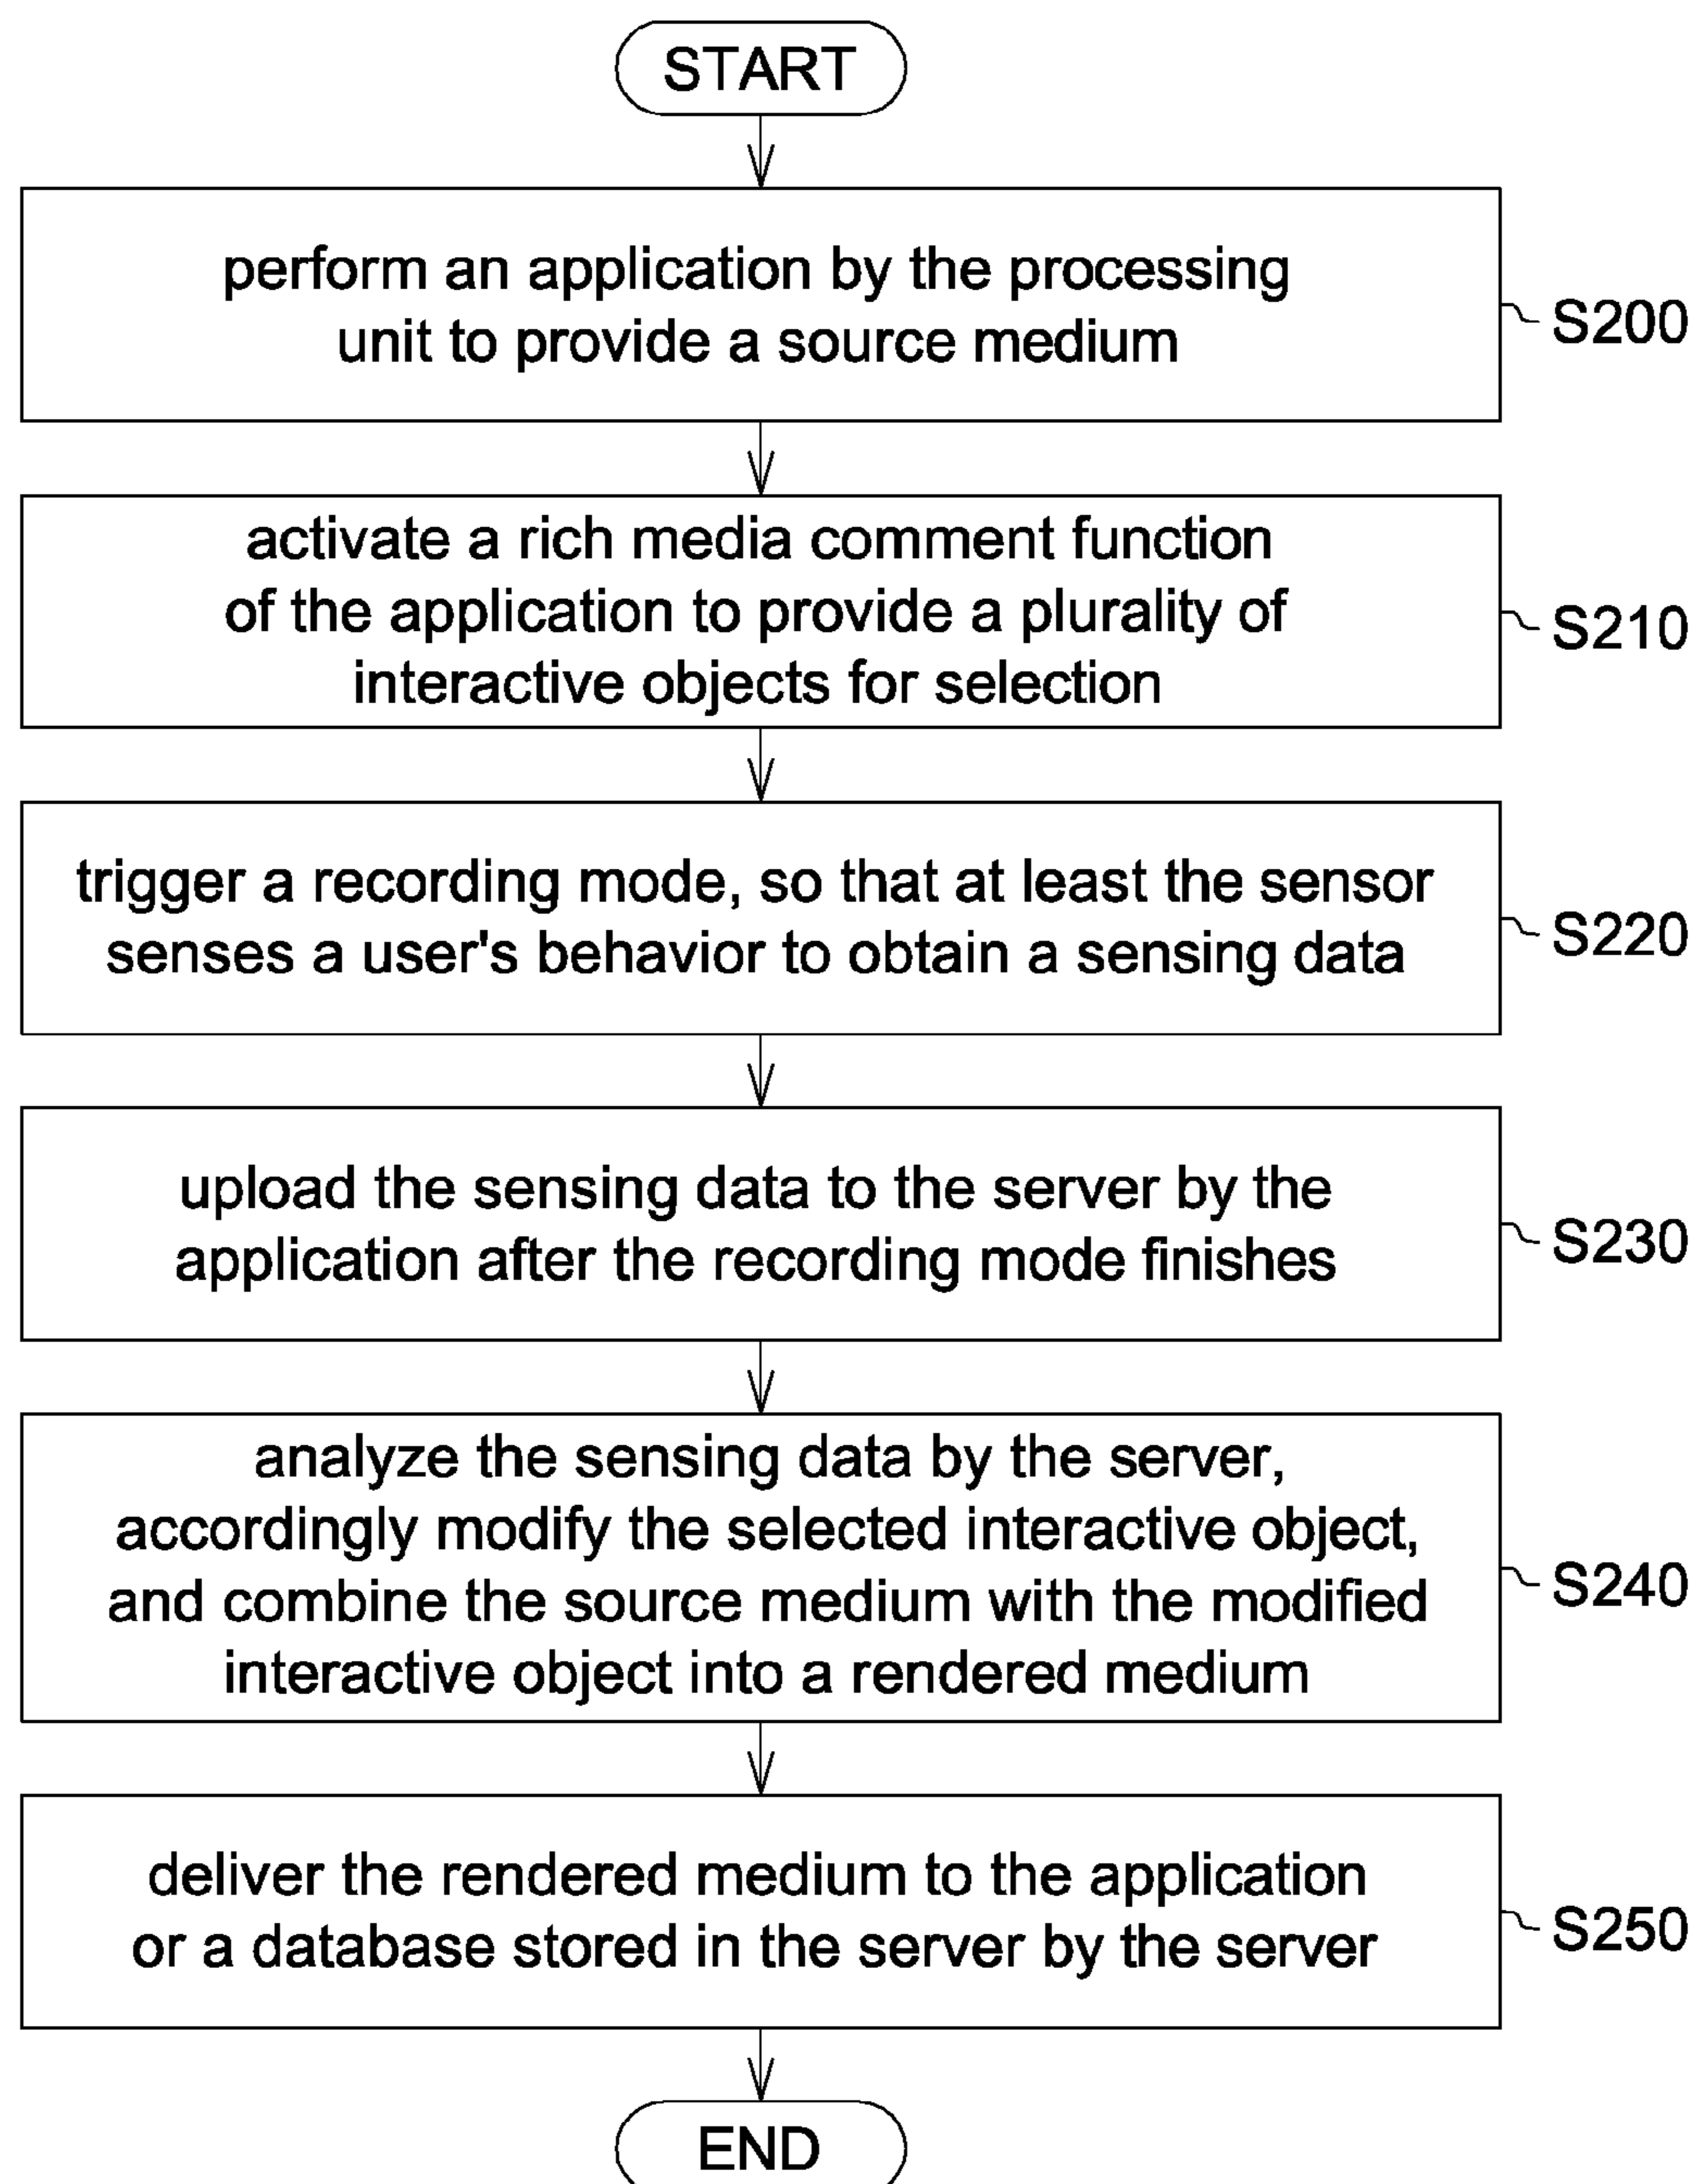 START
perform an application by the processing
unit to provide a source medium
S200
activate a rich media comment function
of the application to provide a plurality of
interactive objects for selection
S210
trigger a recording mode, so that at least the sensor
senses a user's behavior to obtain a sensing data
S220
upload the sensing data to the server by the
application after the recording mode finishes
S230
analyze the sensing data by the server,
accordingly modify the selected interactive object,
and combine the source medium with the modified
interactive object into a rendered medium
S240
deliver the rendered medium to the application
or a database stored in the server by the server
S250
END